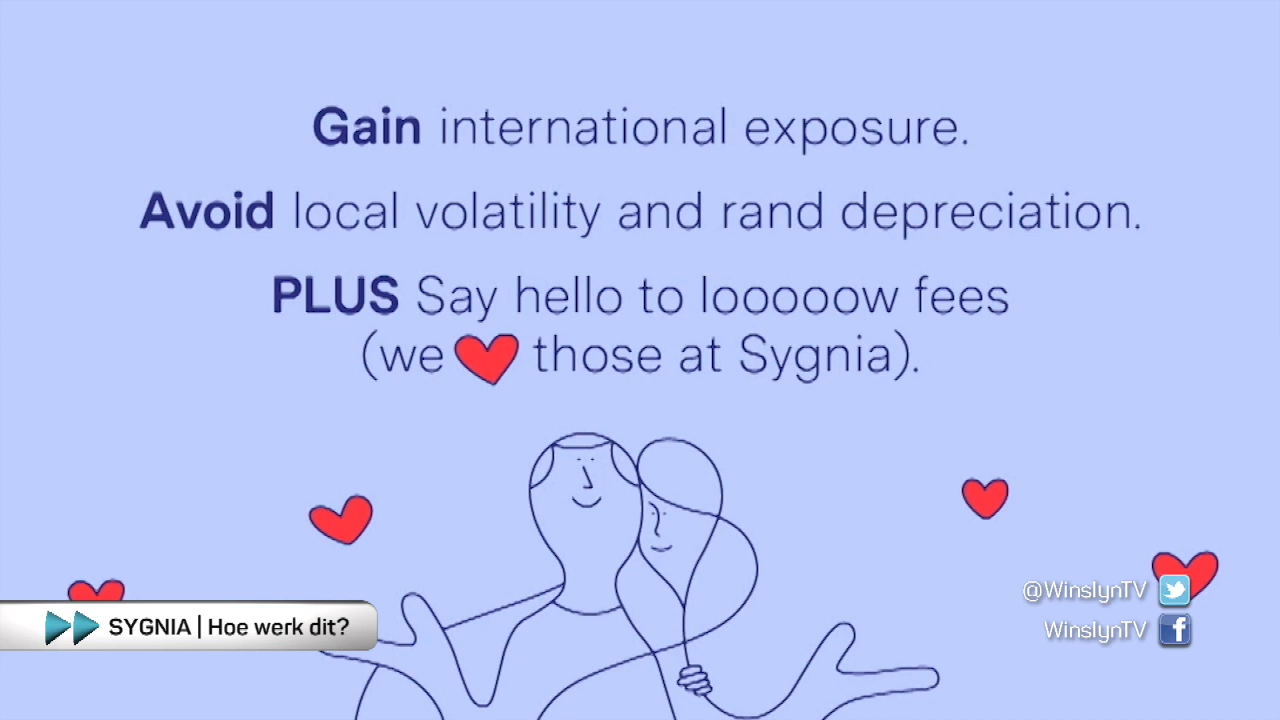 Gain international exposure.
Avoid local volatility and rand depreciation.
PLUS Say hello to looooow fees
(we those at Sygnia).
@WinslynTV
SYGNIA | Hoe werk dit?
WinslynTV